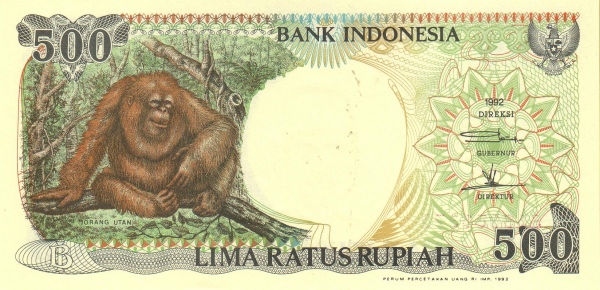 500
BANK INDONESIA
1992
DIREKSI
GUBERNUR
DIREKTUR
ORANG UTAN
B
LIMA RATUS RUPIAH
500
PERUM PERCETAKAN UANG RI IMP. 1992